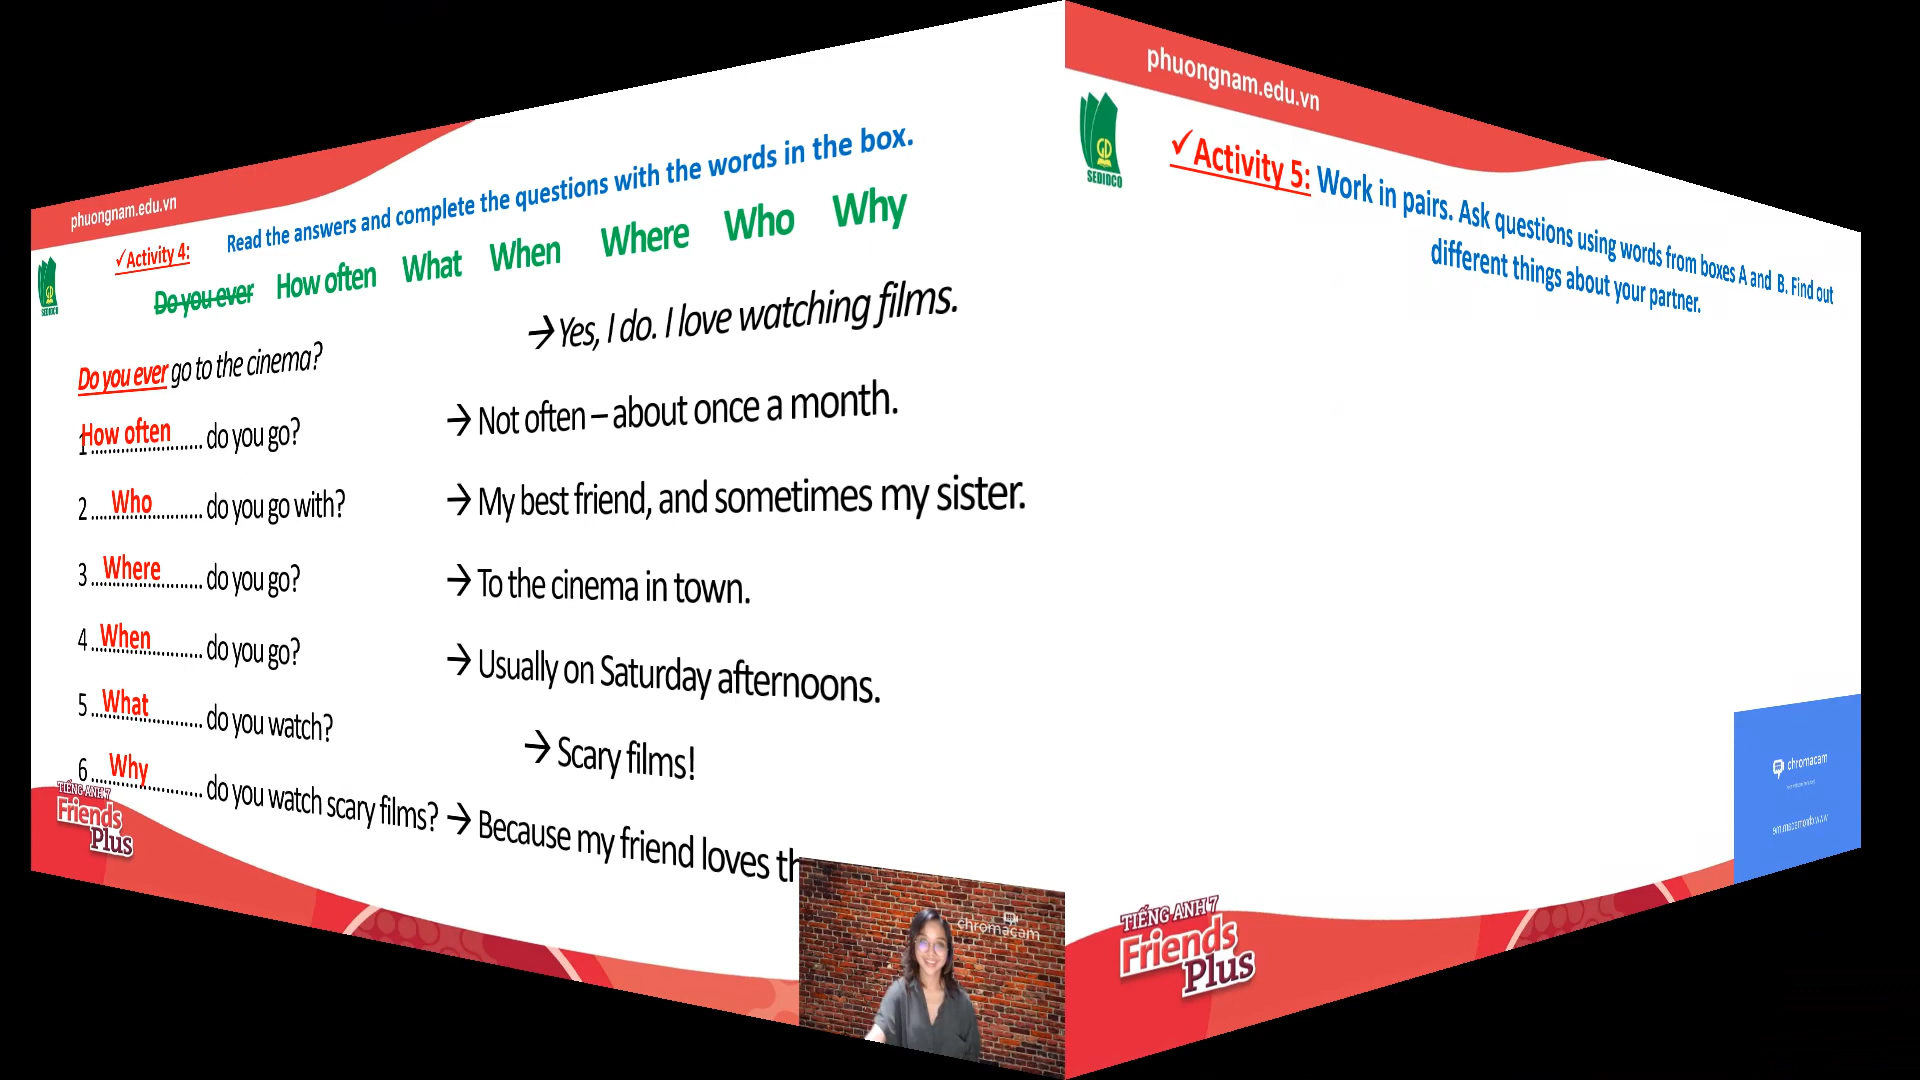 phuongnam.edu.vn
✓Activity 4: Read the answers and complete the questions with the words in the box.
Do you ever How often What When Where Who Why
SEDIDCO
Do you ever go to the cinema? → Yes, I do. I love watching films.
1 How often do you go? → Not often – about once a month.
2 Who do you go with? → My best friend, and sometimes my sister.
3 Where do you go? → To the cinema in town.
4 When do you go? → Usually on Saturday afternoons.
5 What do you watch? → Scary films!
6 Why do you watch scary films? → Because my friend loves
TIẾNG ANH 7
Friends
Plus
chromacam
phuongnam.edu.vn
SEDIDCO
✓Activity 5: Work in pairs. Ask questions using words from boxes A and B. Find out
different things about your partner.
chromacam
TIẾNG ANH 7
Friends
Plus